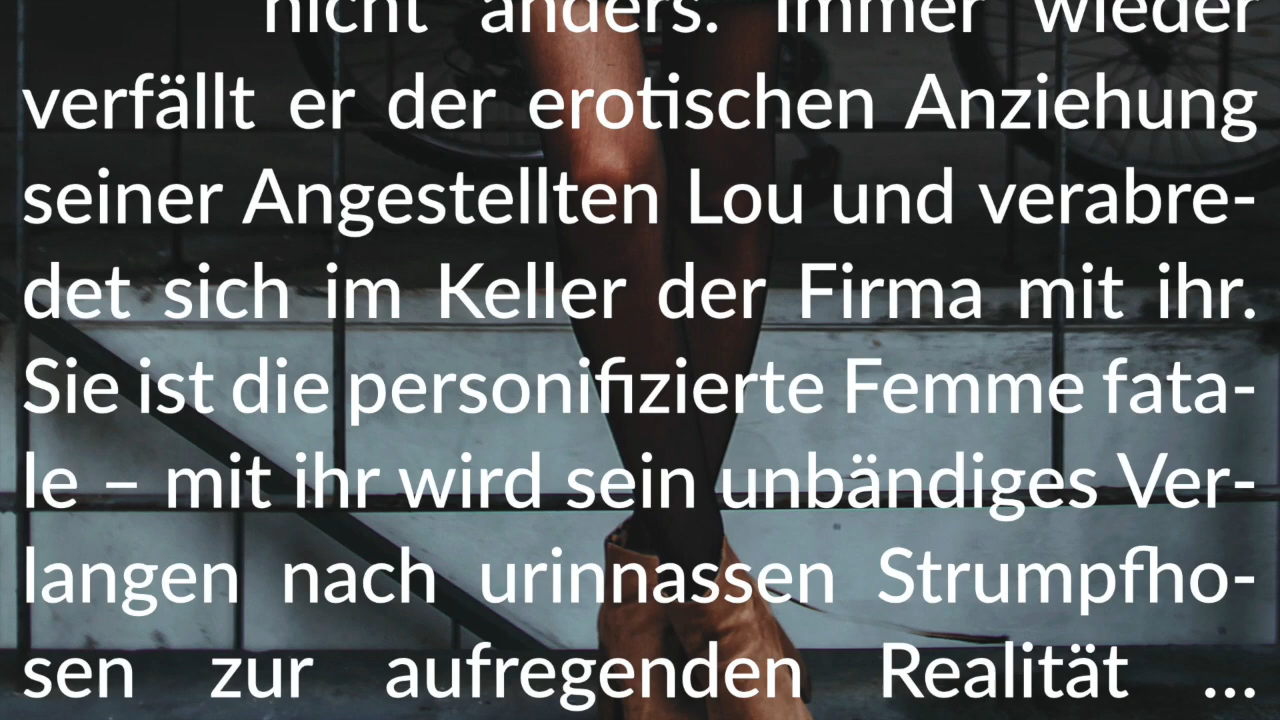 nicht anders. Immer wieder
verfällt er der erotischen Anziehung
seiner Angestellten Lou und verabre-
det sich im Keller der Firma mit ihr.
Sie ist die personifizierte Femme fata-
le – mit ihr wird sein unbändiges Ver-
langen nach urinnassen Strumpfho-
sen zur aufregenden Realität ...